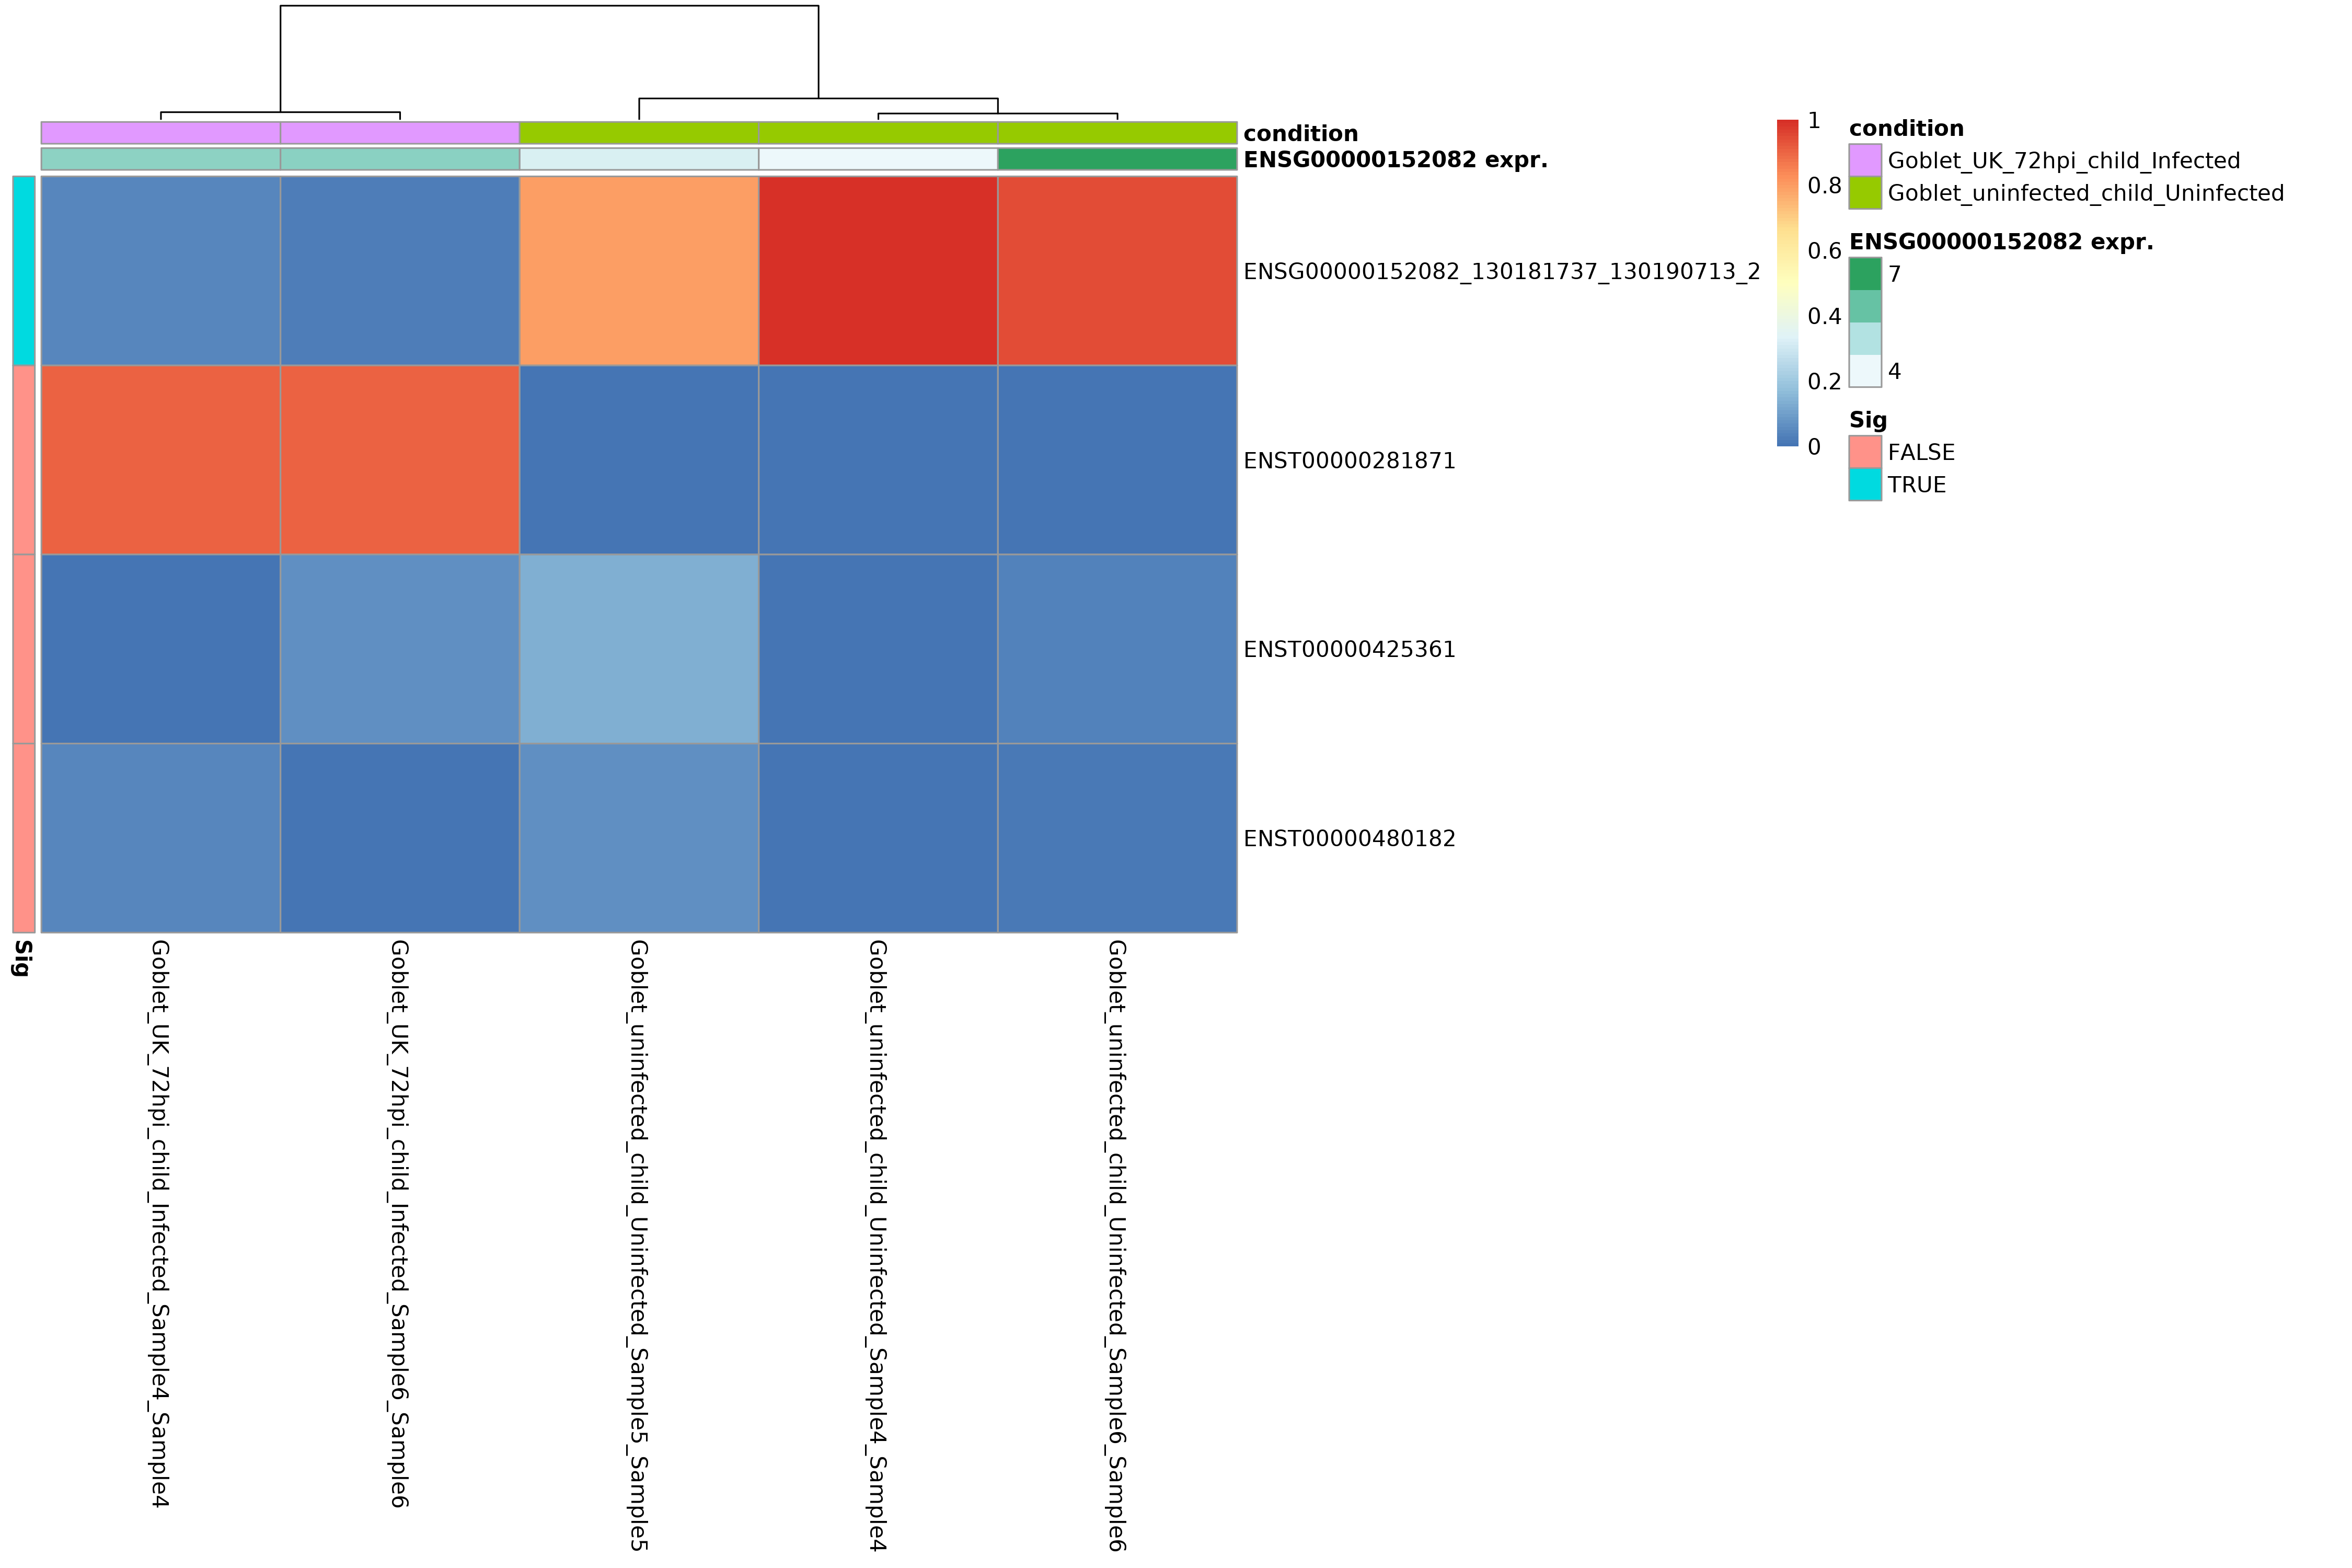 condition
ENSG00000152082 expr.
ENSG00000152082_130181737_130190713_2
ENST00000281871
ENST00000425361
ENST00000480182
Sig
Goblet_UK_72hpi_child_Infected_Sample4_Sample4
Goblet_UK_72hpi_child_Infected_Sample6_Sample6
Goblet_uninfected_child_Uninfected_Sample5_Sample5
Goblet_uninfected_child_Uninfected_Sample4_Sample4
Goblet_uninfected_child_Uninfected_Sample6_Sample6
1
0.8
0.6
0.4
0.2
0
condition
Goblet_UK_72hpi_child_Infected
Goblet_uninfected_child_Uninfected
ENSG00000152082 expr.
7
4
Sig
FALSE
TRUE